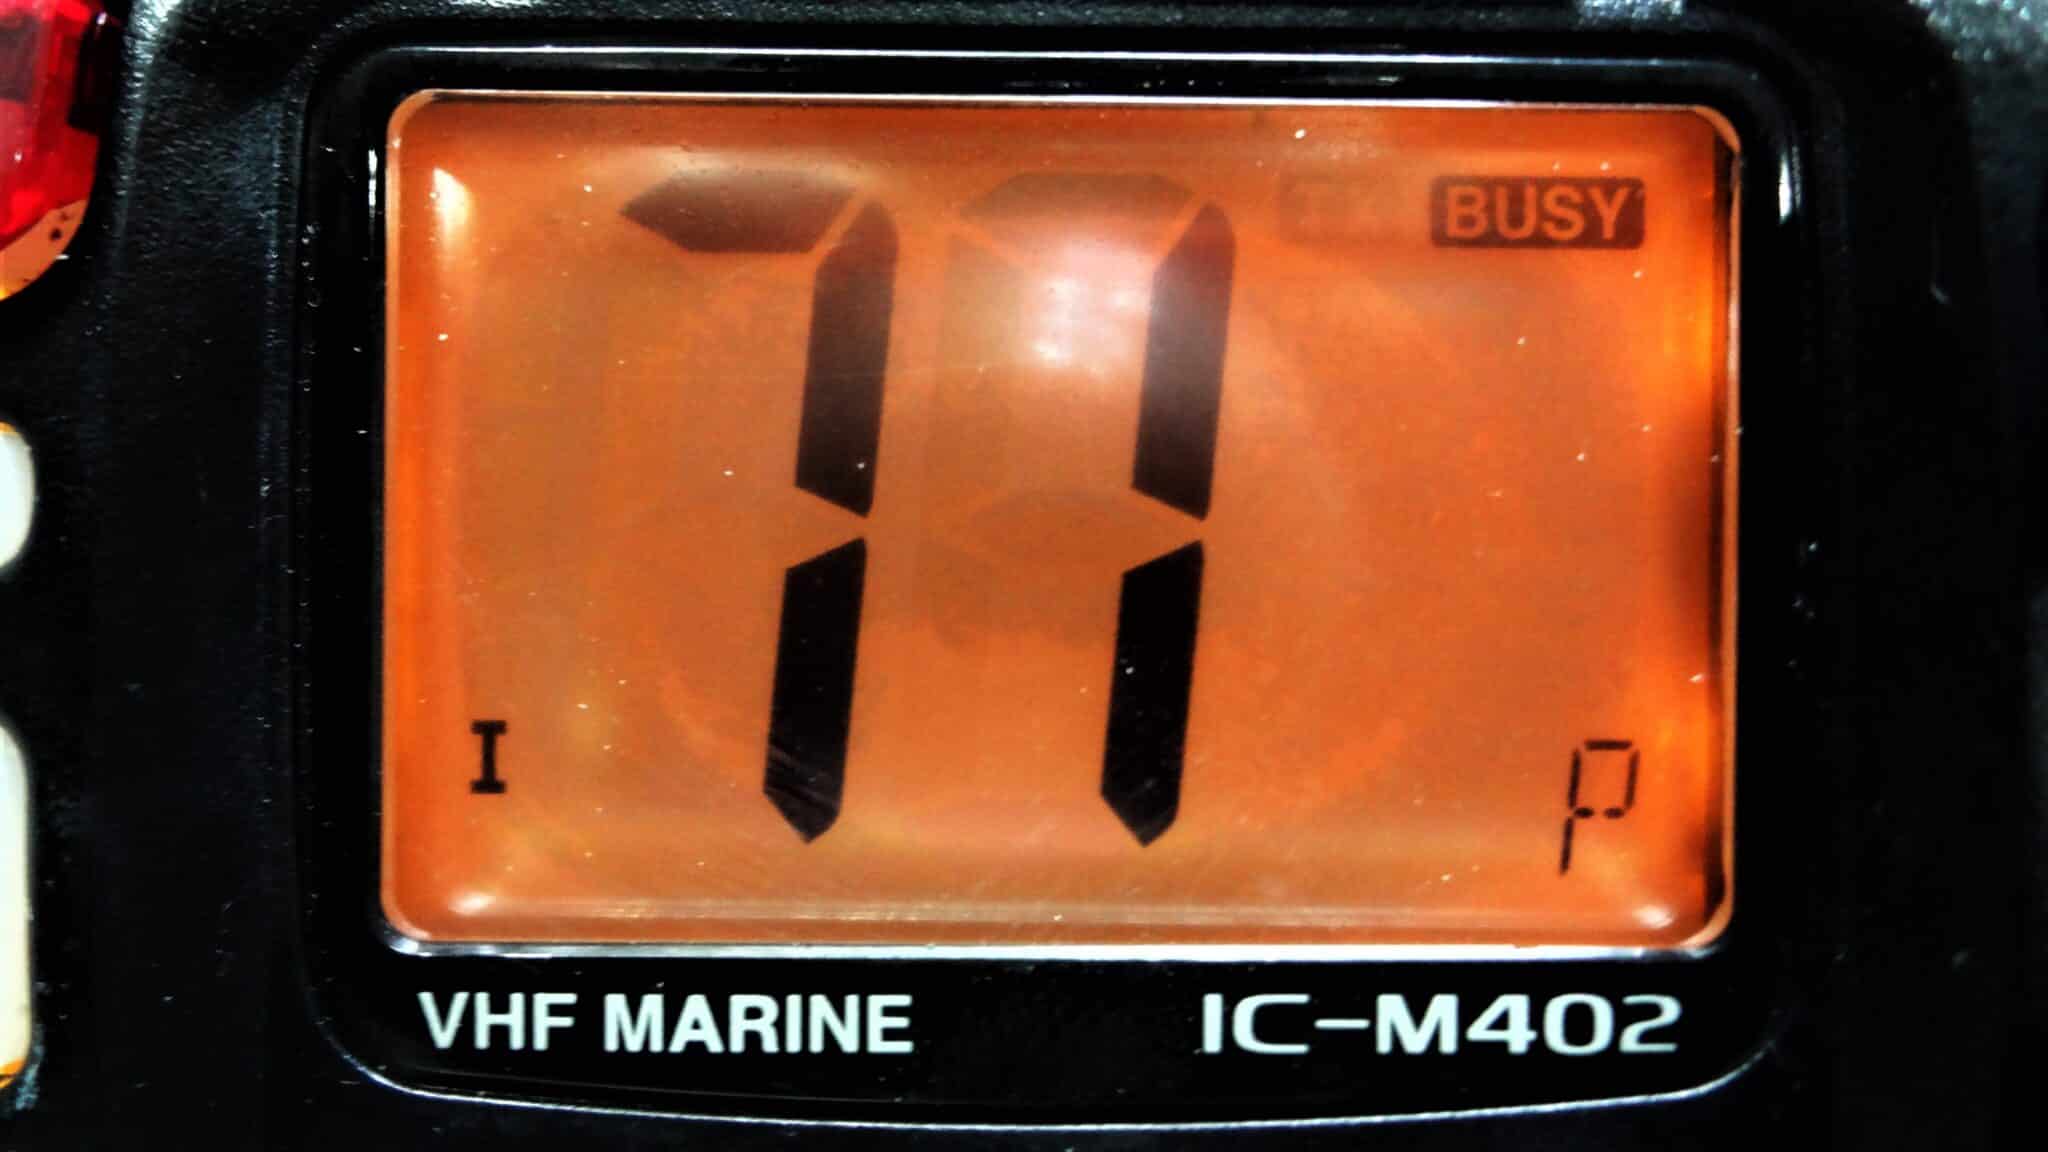 BUSY
77
I
P
VHF MARINE IC-M402